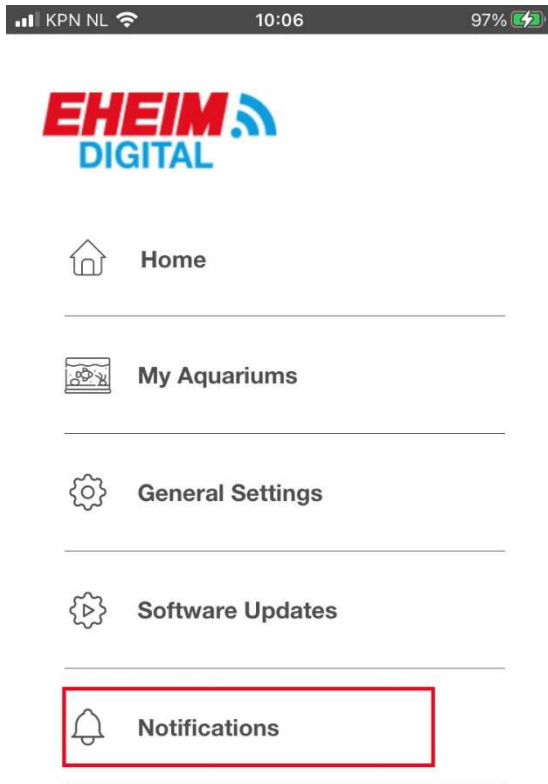 KPN NL 10:06 97%
EHEIM
DIGITAL
Home
My Aquariums
General Settings
Software Updates
Notifications